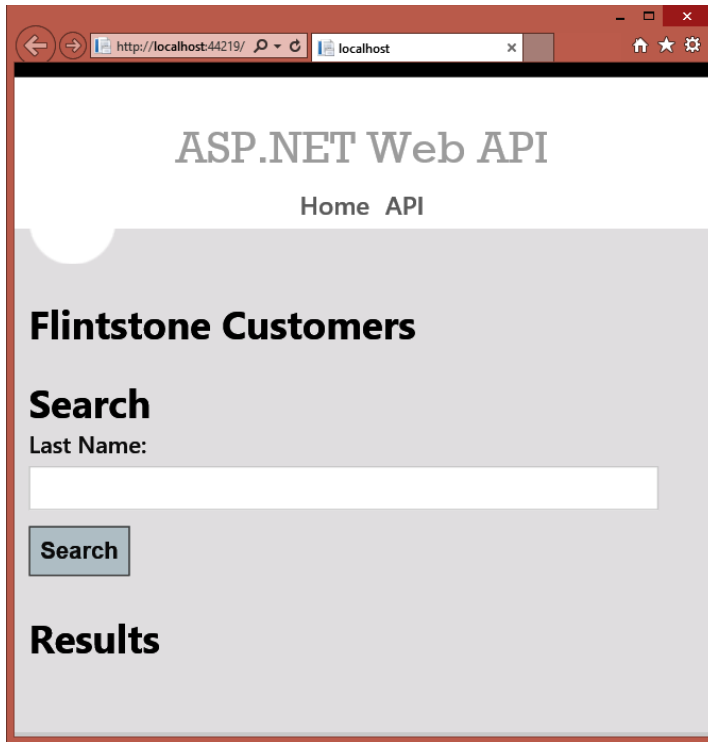 http://localhost:44219/
localhost
ASP.NET Web API
Home API
Flintstone Customers
Search
Last Name:
Search
Results